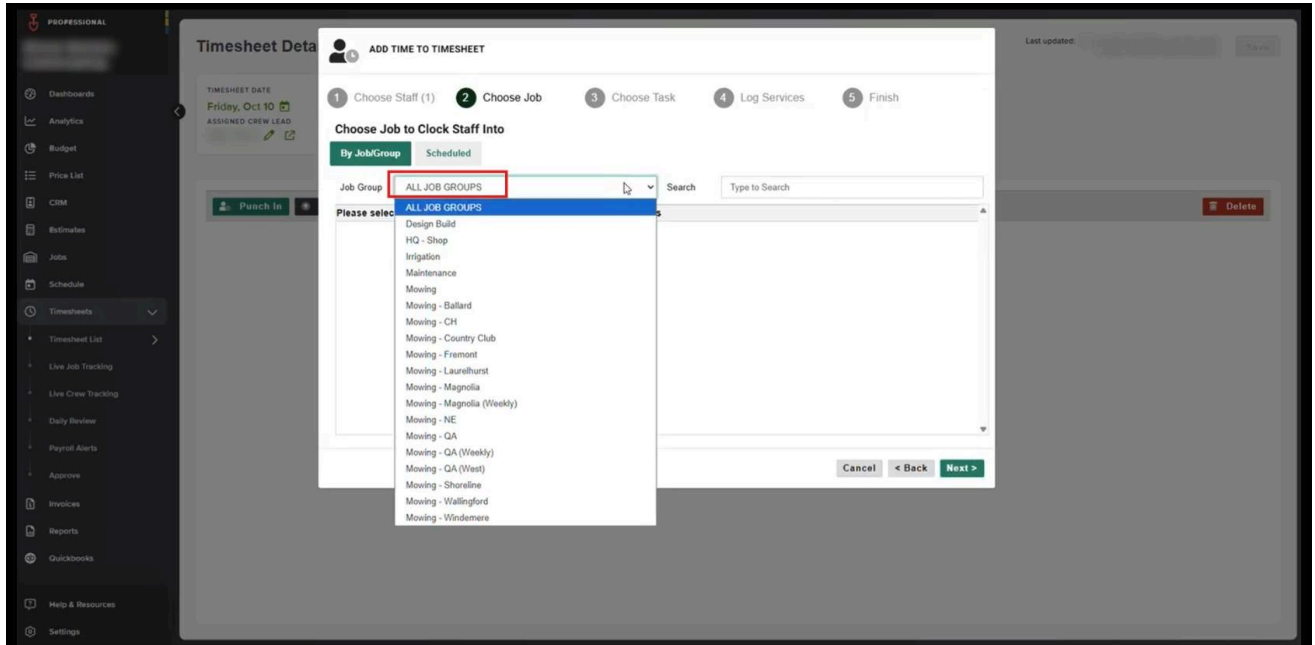 PROFESSIONAL
Dashboards
Analytics
Budget
Price List
CRM
Estimates
Jobs
Schedule
Timesheets
Timesheet List
Live Job Tracking
Live Crew Tracking
Daily Review
Payroll Alerts
Approve
Invoices
Reports
Quickbooks
Help & Resources
Settings
Timesheet Deta
Last updated:
Save
TIMESHEET DATE
Friday, Oct 10
ASSIGNED CREW LEAD
Punch In
Delete
ADD TIME TO TIMESHEET
1 Choose Staff (1) 2 Choose Job 3 Choose Task 4 Log Services 5 Finish
Choose Job to Clock Staff Into
By Job/Group Scheduled
Job Group ALL JOB GROUPS Search Type to Search
Please selec
ALL JOB GROUPS
Design Build
HQ - Shop
Irrigation
Maintenance
Mowing
Mowing - Ballard
Mowing - CH
Mowing - Country Club
Mowing - Fremont
Mowing - Laurelhurst
Mowing - Magnolia
Mowing - Magnolia (Weekly)
Mowing - NE
Mowing - QA
Mowing - QA (Weekly)
Mowing - QA (West)
Mowing - Shoreline
Mowing - Wallingford
Mowing - Windemere
Cancel < Back Next >